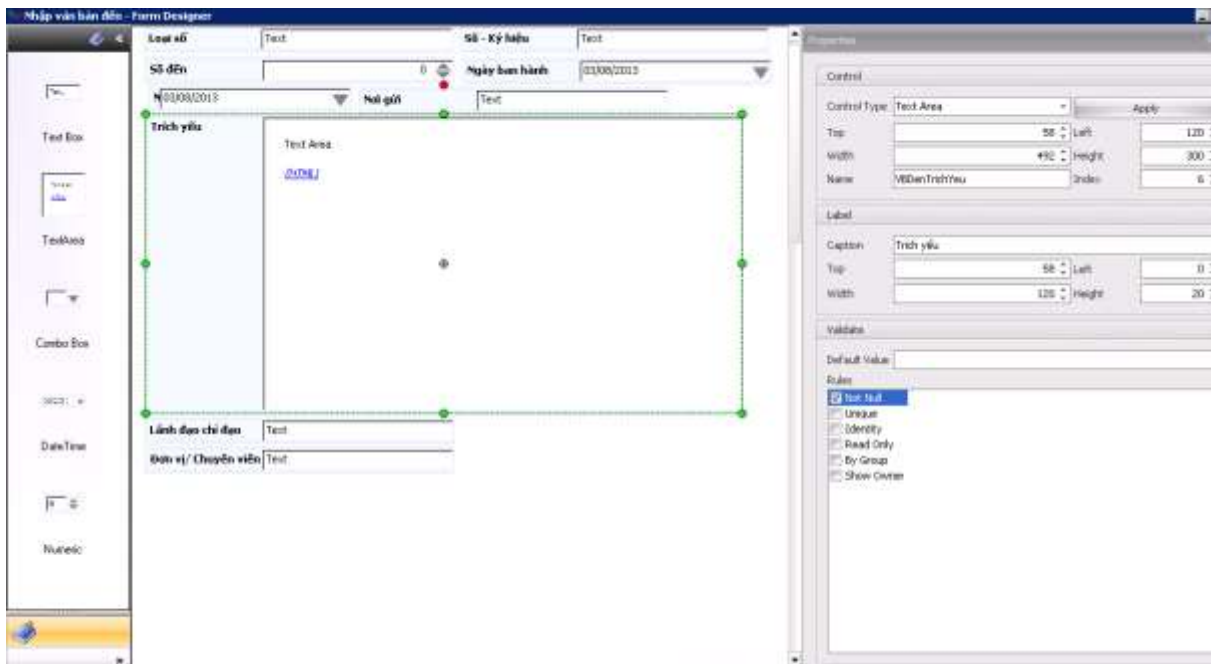 Nhập văn bản đến - Form Designer
Text Box
TextArea
Combo Box
DateTime
Numeric
Loại sổ Text Số - Ký hiệu Text
Số đến 0 Ngày ban hành 03/08/2013
N 03/08/2013 Nơi gửi Text
Trích yếu
Text Area
Lãnh đạo chỉ đạo Text
Đơn vị/ Chuyên viên Text
Properties
Control
Control Type Text Area Apply
Top 58 Left 120
Width 492 Height 300
Name VBDenTrichYeu Index 6
Label
Caption Trích yếu
Top 58 Left 0
Width 120 Height 20
Validate
Default Value
Rules
Not Null
Unique
Identity
Read Only
By Group
Show Owner